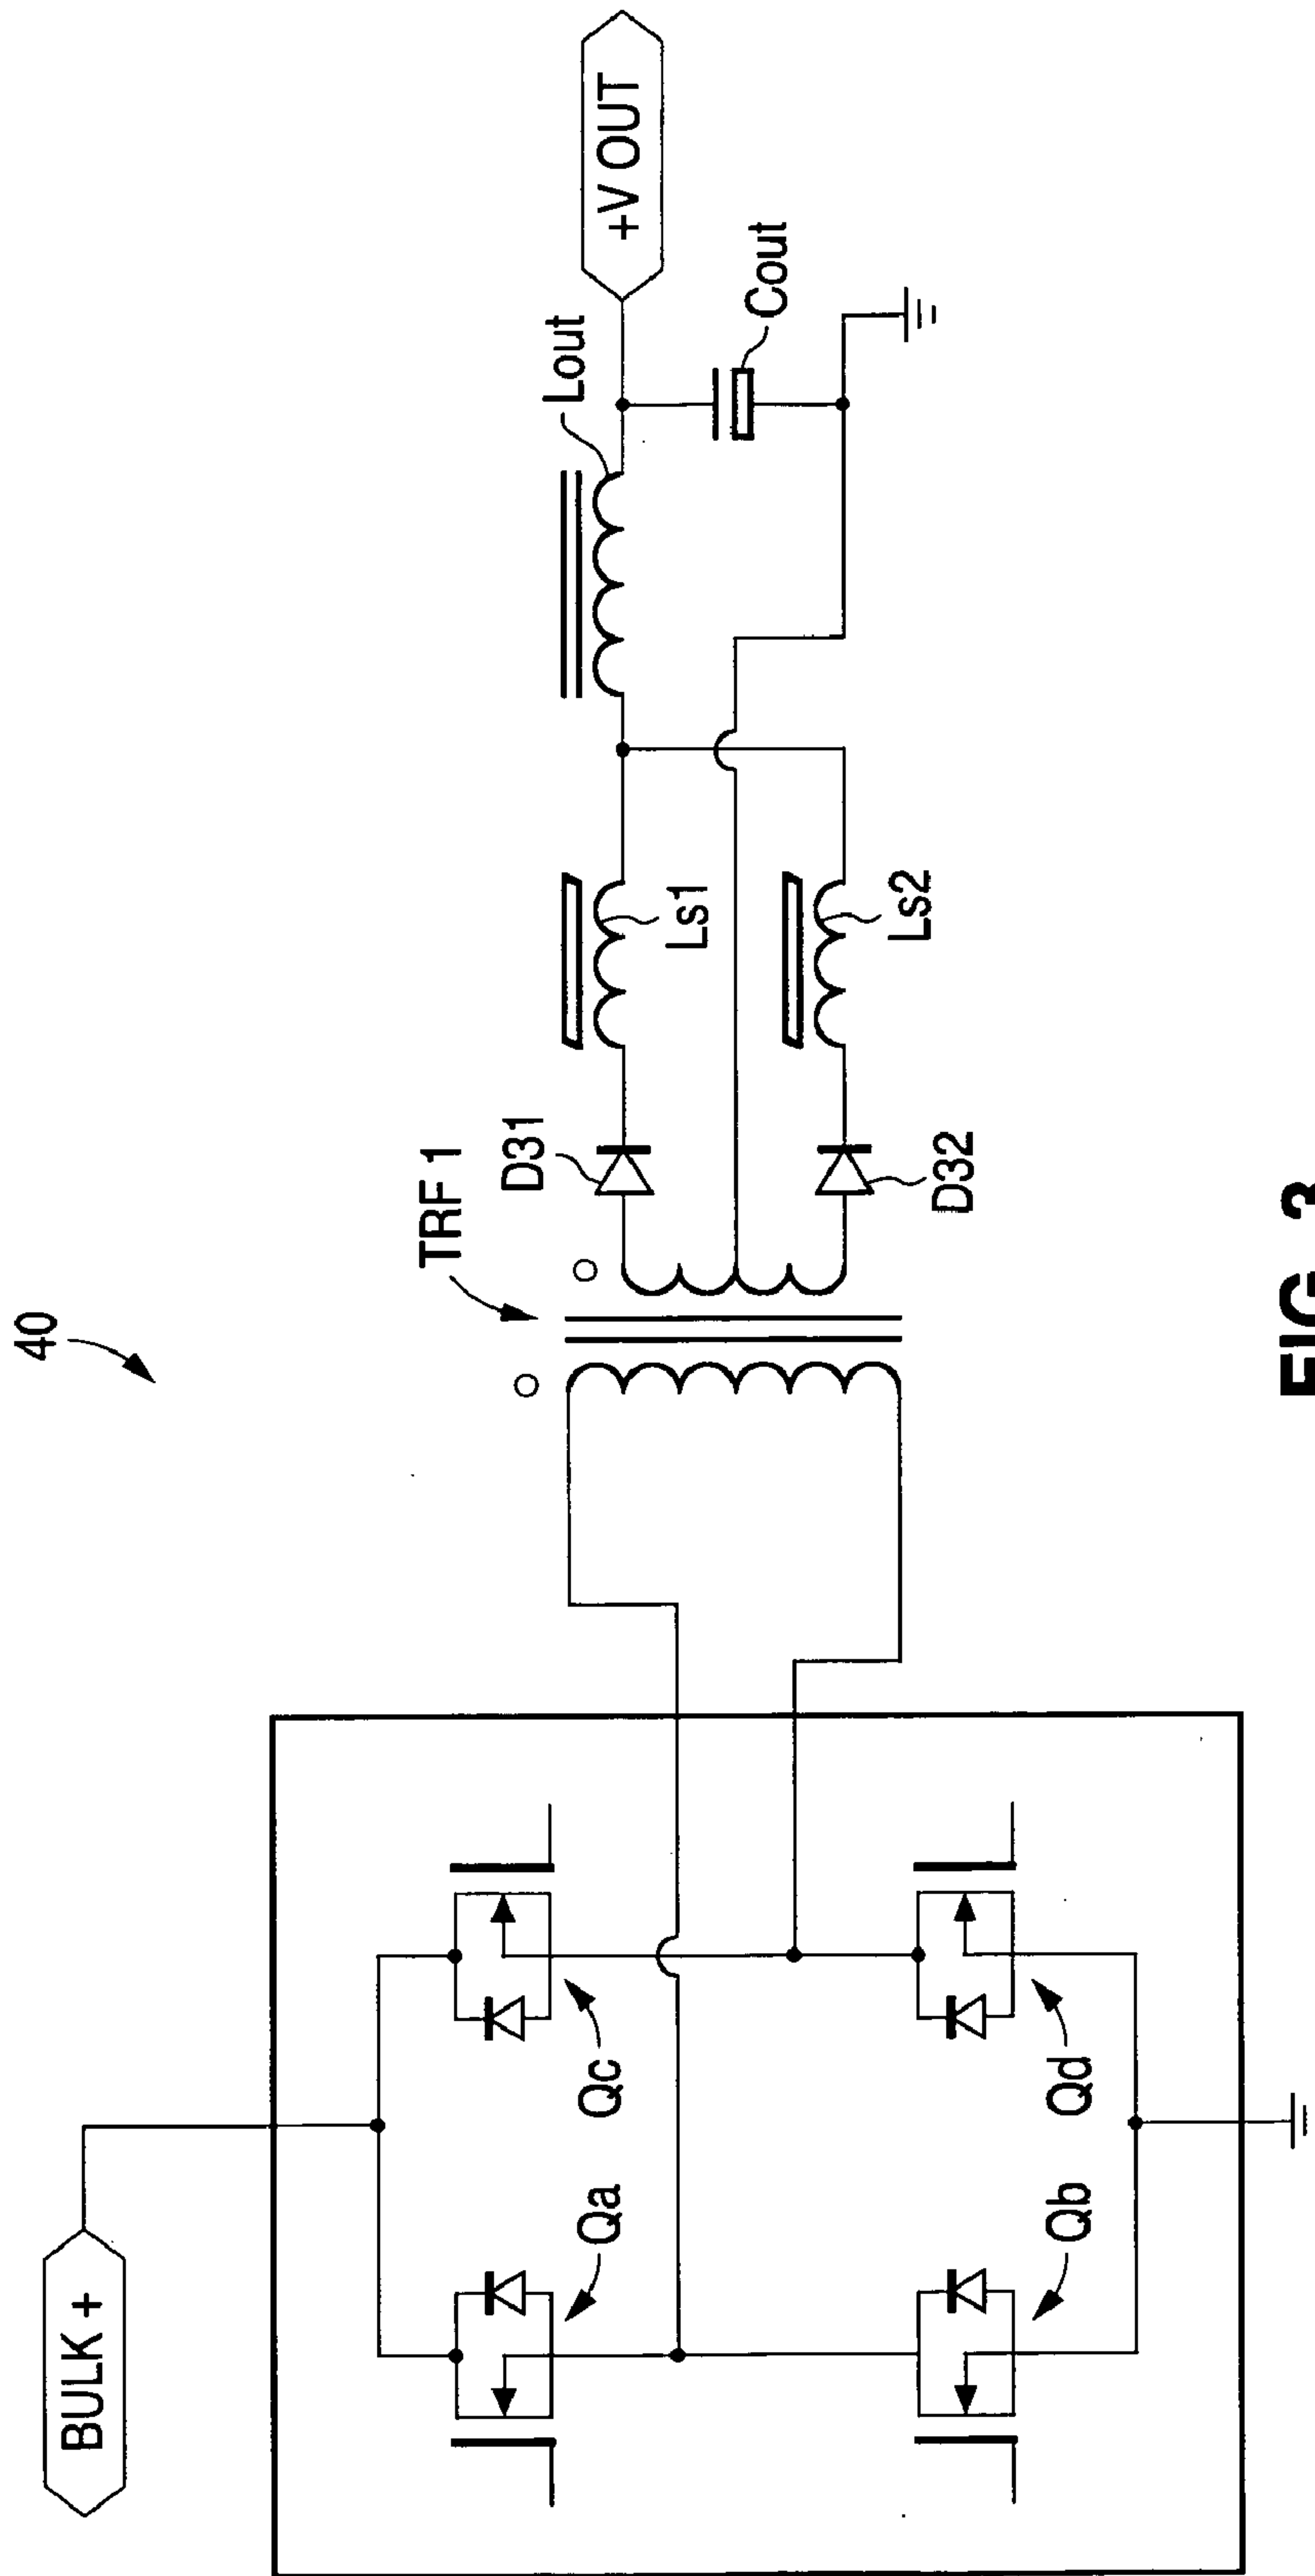 40
BULK +
Qa
Qc
Qb
Qd
TRF 1
D31
D32
Ls1
Ls2
Lout
Cout
+V OUT
FIG. 3